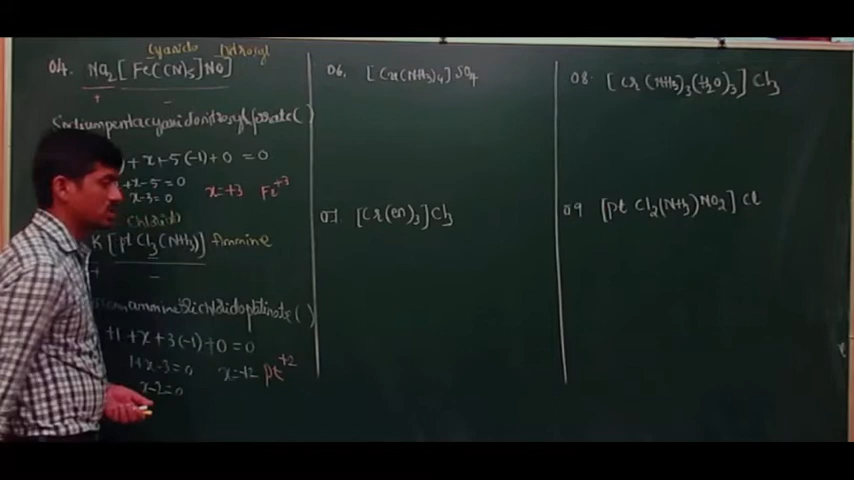 Cyanido nitrosyl
04. Na2[Fe(CN)5NO]
+ −
Sodiumpentacyanidonitrosylferrate( )
+ x + 5(-1) + 0 = 0
+x-5=0
x-3=0
x=+3 Fe+3
Chlorido
K[pt Cl3(NH3)] Ammine
+ −
ammine trichloridoplatinate( )
+1 + x + 3(-1) + 0 = 0
1+x-3=0
x-2=0
x=+2 pt+2
06. [Cu(NH3)4]SO4
07 [Cr(en)3]Cl3
08. [Cr(NH3)3(H2O)3]Cl3
09 [pt Cl2(NH3)NO2]Cl